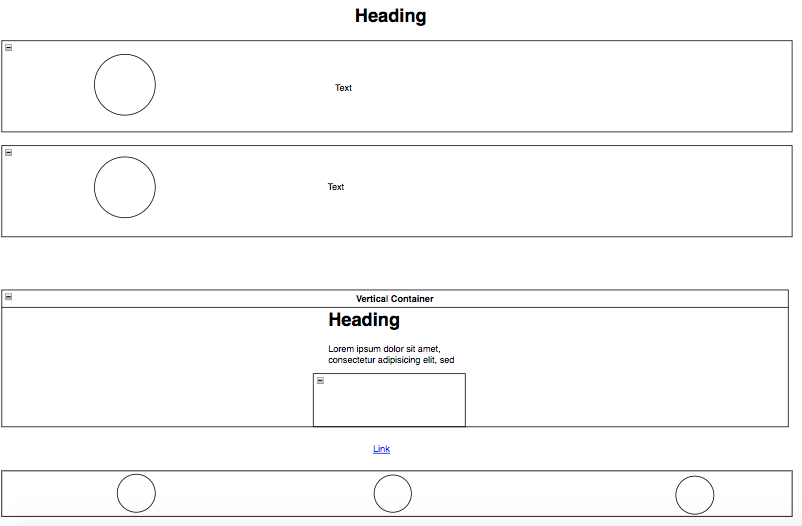 Heading
Text
Text
Vertical Container
Heading
Lorem ipsum dolor sit amet,
consectetur adipisicing elit, sed
Link